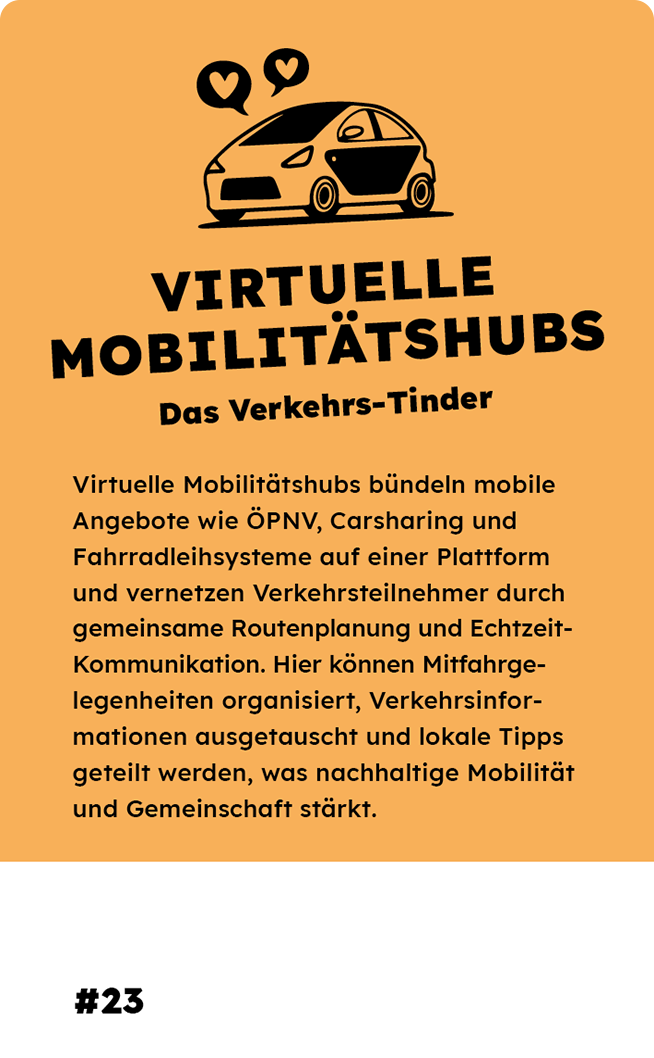 VIRTUELLE
MOBILITÄTSHUBS
Das Verkehrs-Tinder
Virtuelle Mobilitätshubs bündeln mobile
Angebote wie ÖPNV, Carsharing und
Fahrradleihsysteme auf einer Plattform
und vernetzen Verkehrsteilnehmer durch
gemeinsame Routenplanung und Echtzeit-
Kommunikation. Hier können Mitfahrge-
legenheiten organisiert, Verkehrsinfor-
mationen ausgetauscht und lokale Tipps
geteilt werden, was nachhaltige Mobilität
und Gemeinschaft stärkt.
#23